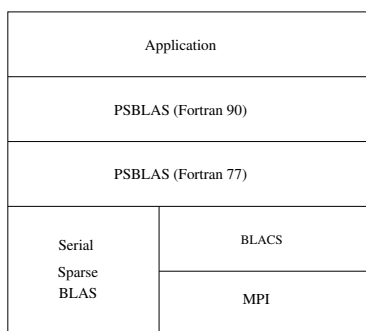 Application
PSBLAS (Fortran 90)
PSBLAS (Fortran 77)
Serial
Sparse
BLAS
BLACS
MPI